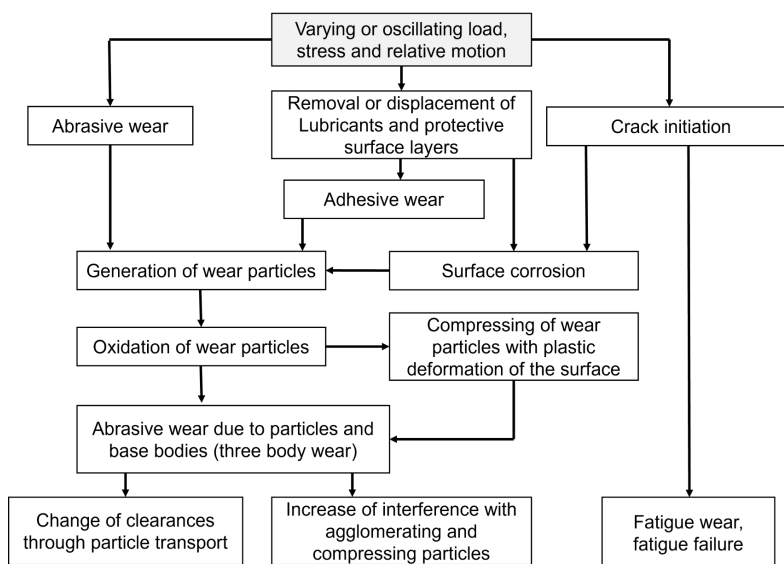 Varying or oscillating load,
stress and relative motion
Abrasive wear
Removal or displacement of
Lubricants and protective
surface layers
Crack initiation
Adhesive wear
Generation of wear particles
Surface corrosion
Oxidation of wear particles
Compressing of wear
particles with plastic
deformation of the surface
Abrasive wear due to particles and
base bodies (three body wear)
Change of clearances
through particle transport
Increase of interference with
agglomerating and
compressing particles
Fatigue wear,
fatigue failure